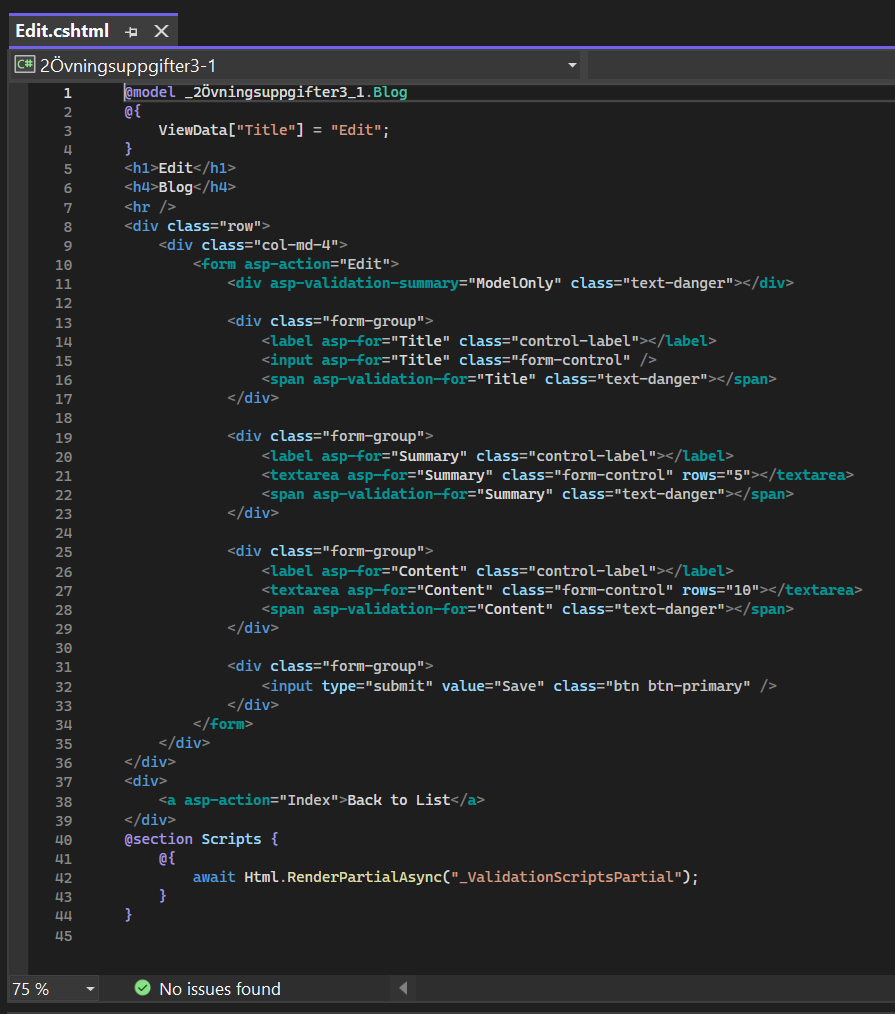 Edit.cshtml
C# 2Övningsuppgifter3-1
1 @model _2Övningsuppgifter3_1.Blog
2 @{
3 ViewData["Title"] = "Edit";
4 }
5 <h1>Edit</h1>
6 <h4>Blog</h4>
7 <hr />
8 <div class="row">
9 <div class="col-md-4">
10 <form asp-action="Edit">
11 <div asp-validation-summary="ModelOnly" class="text-danger"></div>
12
13 <div class="form-group">
14 <label asp-for="Title" class="control-label"></label>
15 <input asp-for="Title" class="form-control" />
16 <span asp-validation-for="Title" class="text-danger"></span>
17 </div>
18
19 <div class="form-group">
20 <label asp-for="Summary" class="control-label"></label>
21 <textarea asp-for="Summary" class="form-control" rows="5"></textarea>
22 <span asp-validation-for="Summary" class="text-danger"></span>
23 </div>
24
25 <div class="form-group">
26 <label asp-for="Content" class="control-label"></label>
27 <textarea asp-for="Content" class="form-control" rows="10"></textarea>
28 <span asp-validation-for="Content" class="text-danger"></span>
29 </div>
30
31 <div class="form-group">
32 <input type="submit" value="Save" class="btn btn-primary" />
33 </div>
34 </form>
35 </div>
36 </div>
37 <div>
38 <a asp-action="Index">Back to List</a>
39 </div>
40 @section Scripts {
41 @{
42 await Html.RenderPartialAsync("_ValidationScriptsPartial");
43 }
44 }
45
75 % No issues found